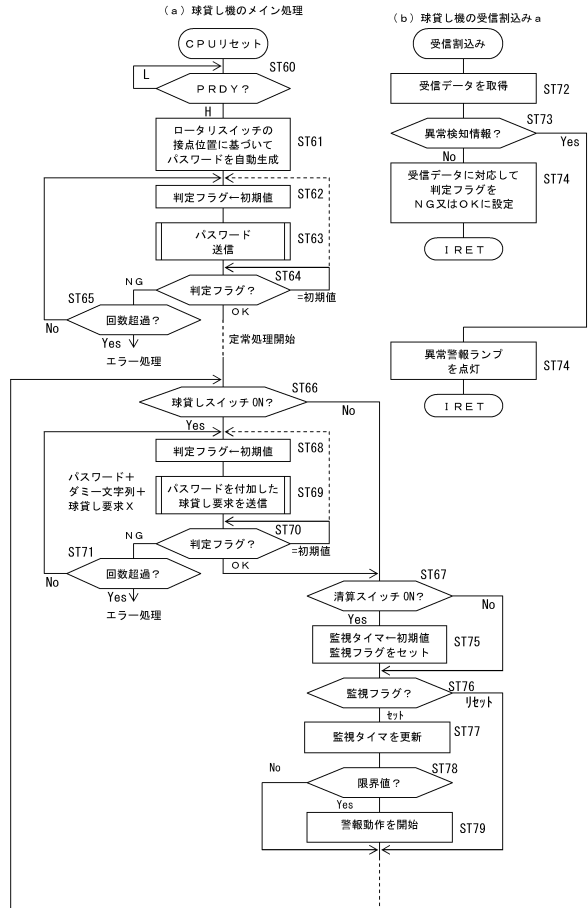 （ａ）球貸し機のメイン処理
ＣＰＵリセット
ST60
L
ＰＲＤＹ？
H
ロータリスイッチの
接点位置に基づいて
パスワードを自動生成
ST61
判定フラグ←初期値
ST62
パスワード
送信
ST63
ST64
ＮＧ
判定フラグ？
=初期値
ＯＫ
ST65
回数超過？
No
Yes
エラー処理
定常処理開始
球貸しスイッチON？
ST66
No
Yes
判定フラグ←初期値
ST68
パスワード＋
ダミー文字列＋
球貸し要求Ｘ
パスワードを付加した
球貸し要求を送信
ST69
ST70
ＮＧ
判定フラグ？
=初期値
OK
ST71
回数超過？
No
Yes
エラー処理
ST67
清算スイッチON？
No
Yes
監視タイマ←初期値
監視フラグをセット
ST75
監視フラグ？
ST76
リセット
セット
監視タイマを更新
ST77
No
限界値？
ST78
Yes
警報動作を開始
ST79
（ｂ）球貸し機の受信割込みａ
受信割込み
受信データを取得
ST72
ST73
異常検知情報？
Yes
No
受信データに対応して
判定フラグを
ＮＧ又はＯＫに設定
ST74
ＩＲＥＴ
異常警報ランプ
を点灯
ST74
ＩＲＥＴ